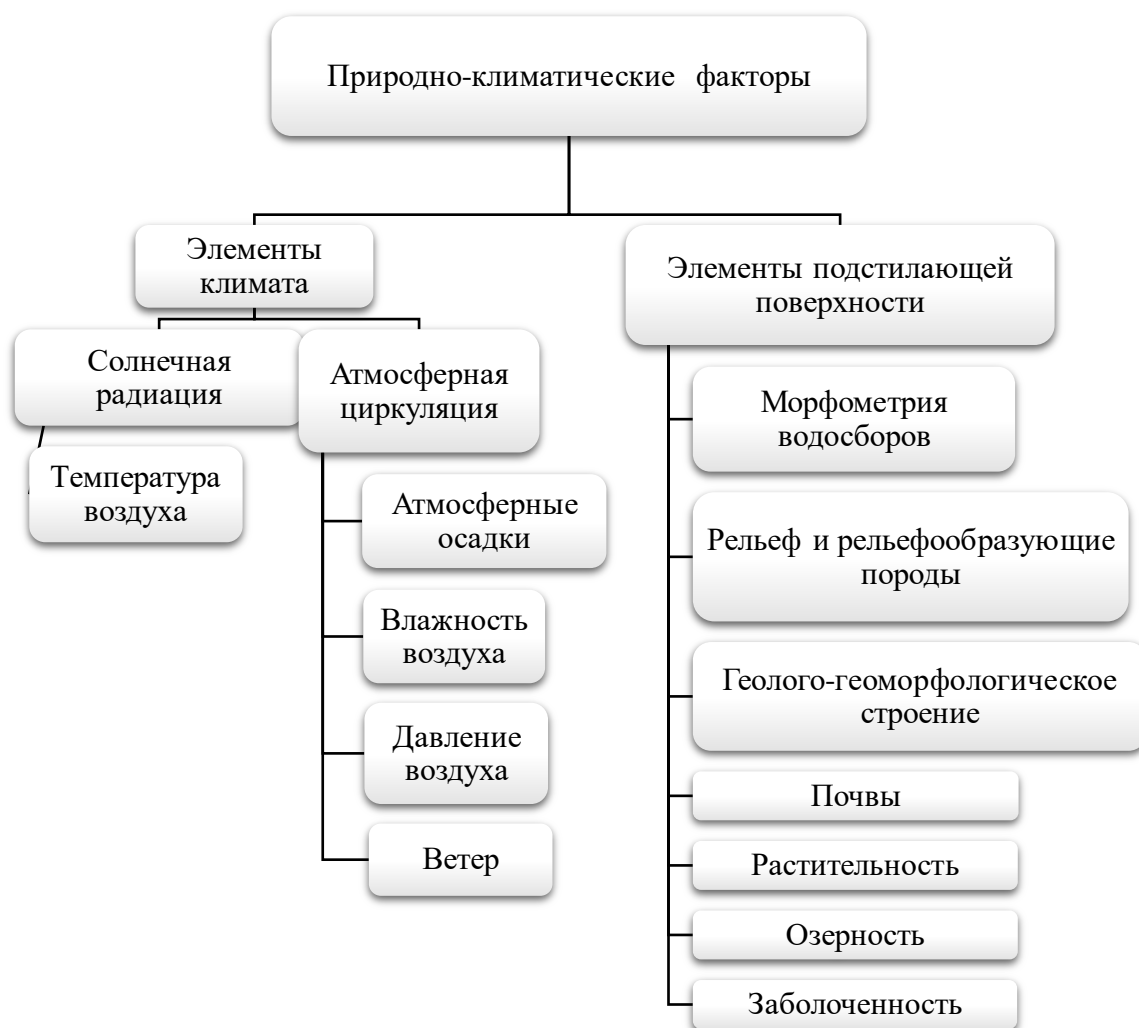 Природно-климатические факторы
Элементы
климата
Солнечная
радиация
Температура
воздуха
Атмосферная
циркуляция
Атмосферные
осадки
Влажность
воздуха
Давление
воздуха
Ветер
Элементы подстилающей
поверхности
Морфометрия
водосборов
Рельеф и рельефообразующие
породы
Геолого-геоморфологическое
строение
Почвы
Растительность
Озерность
Заболоченность